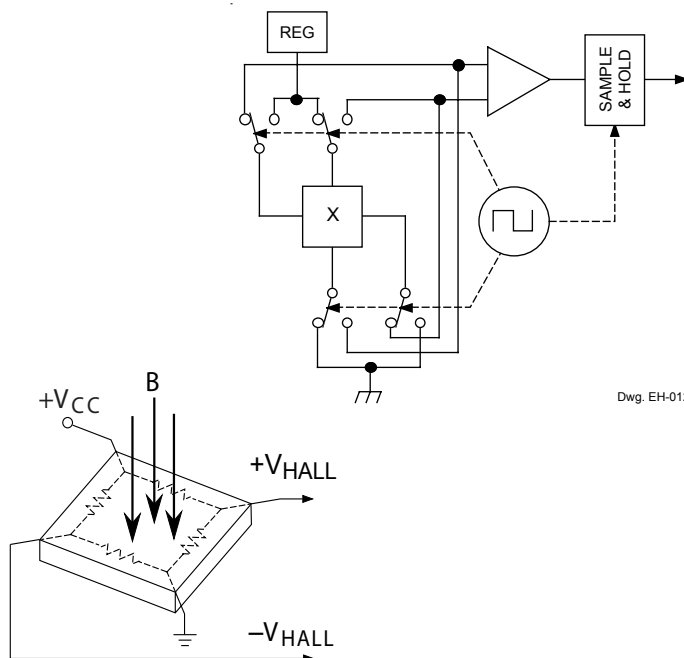 REG
SAMPLE
& HOLD
X
Dwg. EH-01
B
+VCC
+VHALL
–VHALL